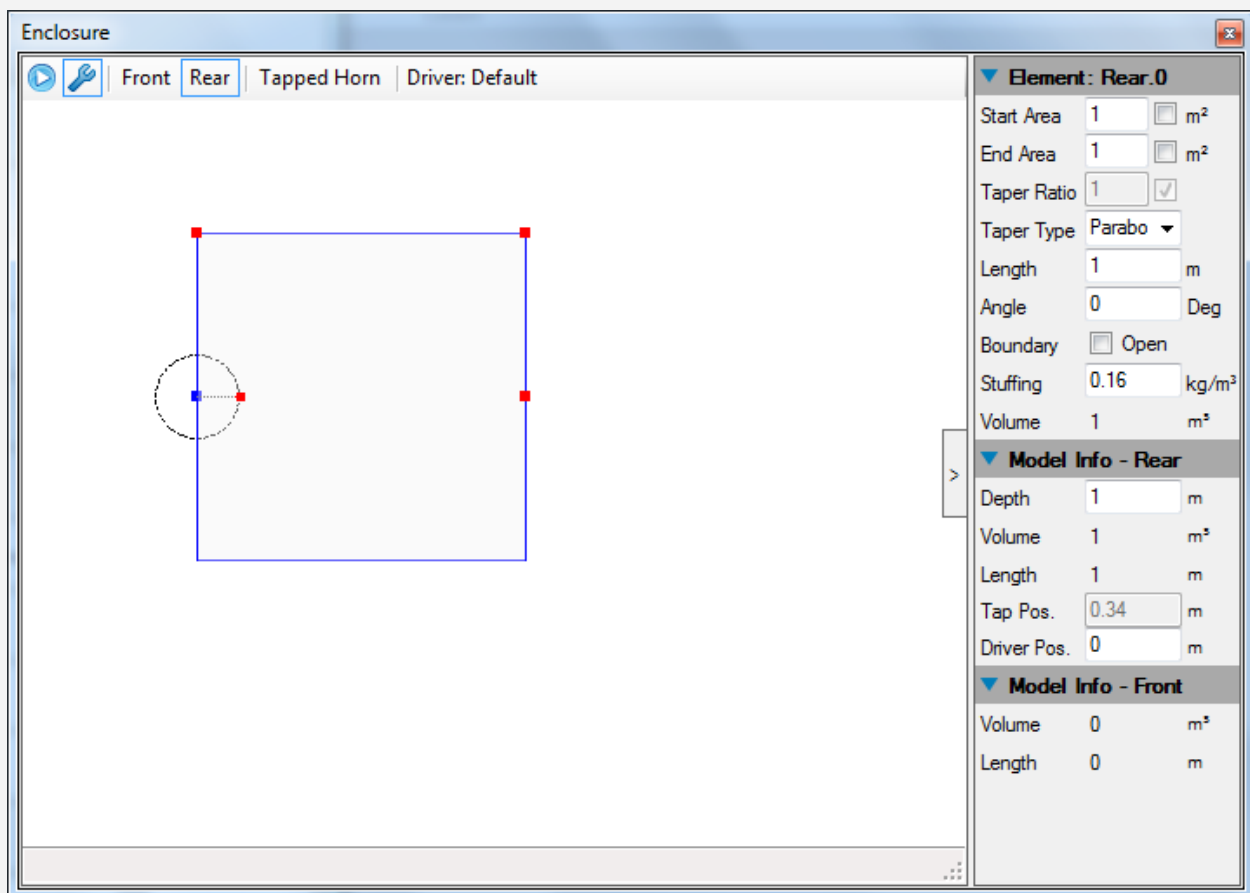 Enclosure
Front Rear Tapped Horn Driver: Default
Element: Rear.0
Start Area 1 m²
End Area 1 m²
Taper Ratio 1
Taper Type Parabo
Length 1 m
Angle 0 Deg
Boundary Open
Stuffing 0.16 kg/m³
Volume 1 m³
Model Info - Rear
Depth 1 m
Volume 1 m³
Length 1 m
Tap Pos. 0.34 m
Driver Pos. 0 m
>
Model Info - Front
Volume 0 m³
Length 0 m